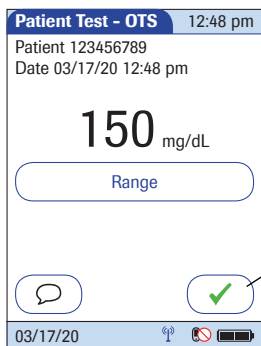 Patient Test - OTS 12:48 pm
Patient 123456789
Date 03/17/20 12:48 pm
150 mg/dL
Range
03/17/20